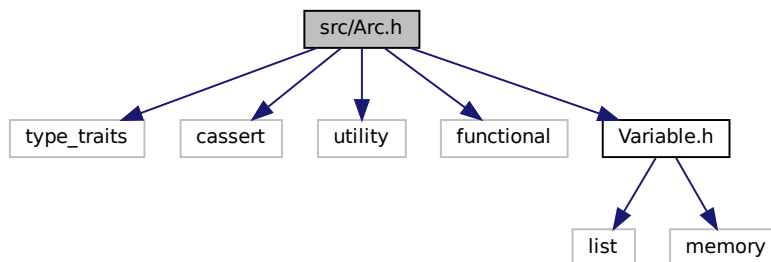 src/Arc.h
type_traits
cassert
utility
functional
Variable.h
list
memory